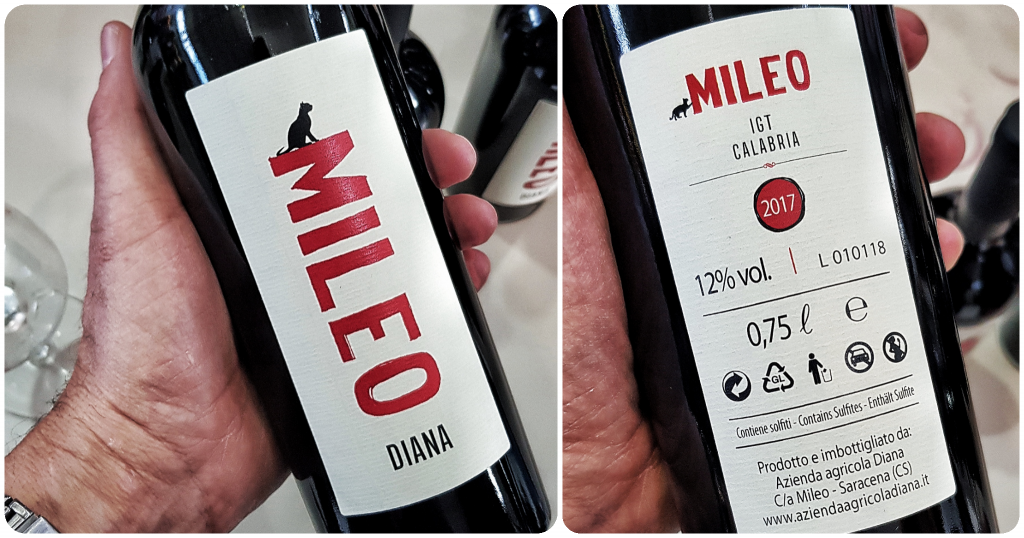 MILEO
DIANA
MILEO
IGT
CALABRIA
2017
12% vol. | L 010118
0,75 ℓ ℮
GL
Contiene solfiti - Contains Sulfites - Enthält Sulfite
Prodotto e imbottigliato da:
Azienda agricola Diana
C/a Mileo - Saracena (CS)
www.aziendaagricoladiana.it